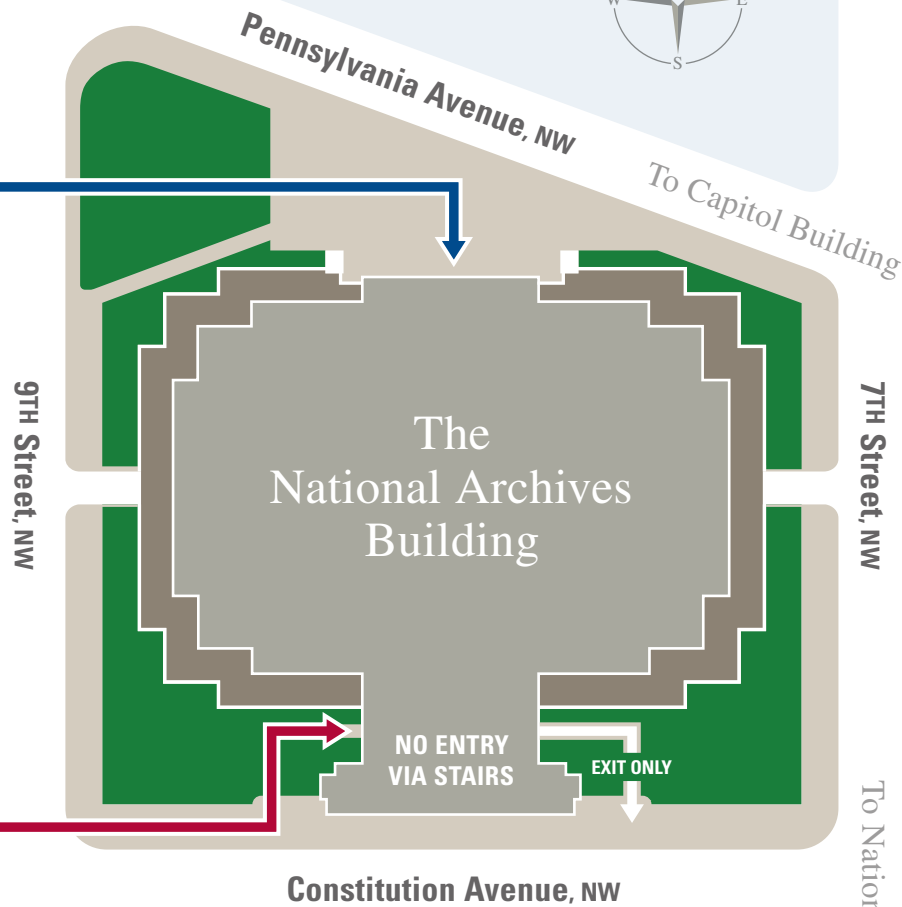 W E
S
Pennsylvania Avenue, NW
To Capitol Building
9TH Street, NW
7TH Street, NW
The
National Archives
Building
NO ENTRY
VIA STAIRS
EXIT ONLY
To
Constitution Avenue, NW